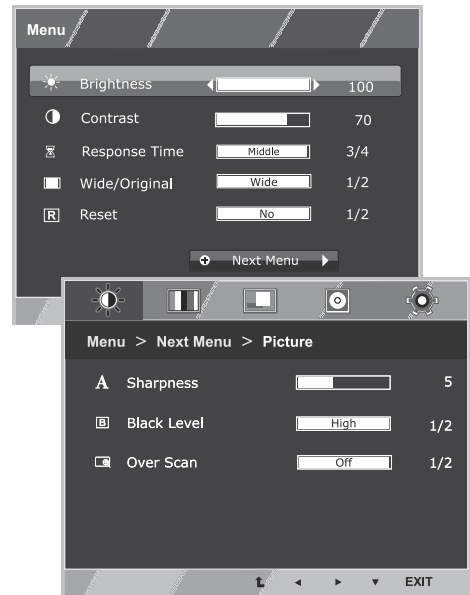 Menu
Brightness 100
Contrast 70
Response Time Middle 3/4
Wide/Original Wide 1/2
R Reset No 1/2
Next Menu
Menu > Next Menu > Picture
A Sharpness 5
B Black Level High 1/2
Over Scan Off 1/2
EXIT